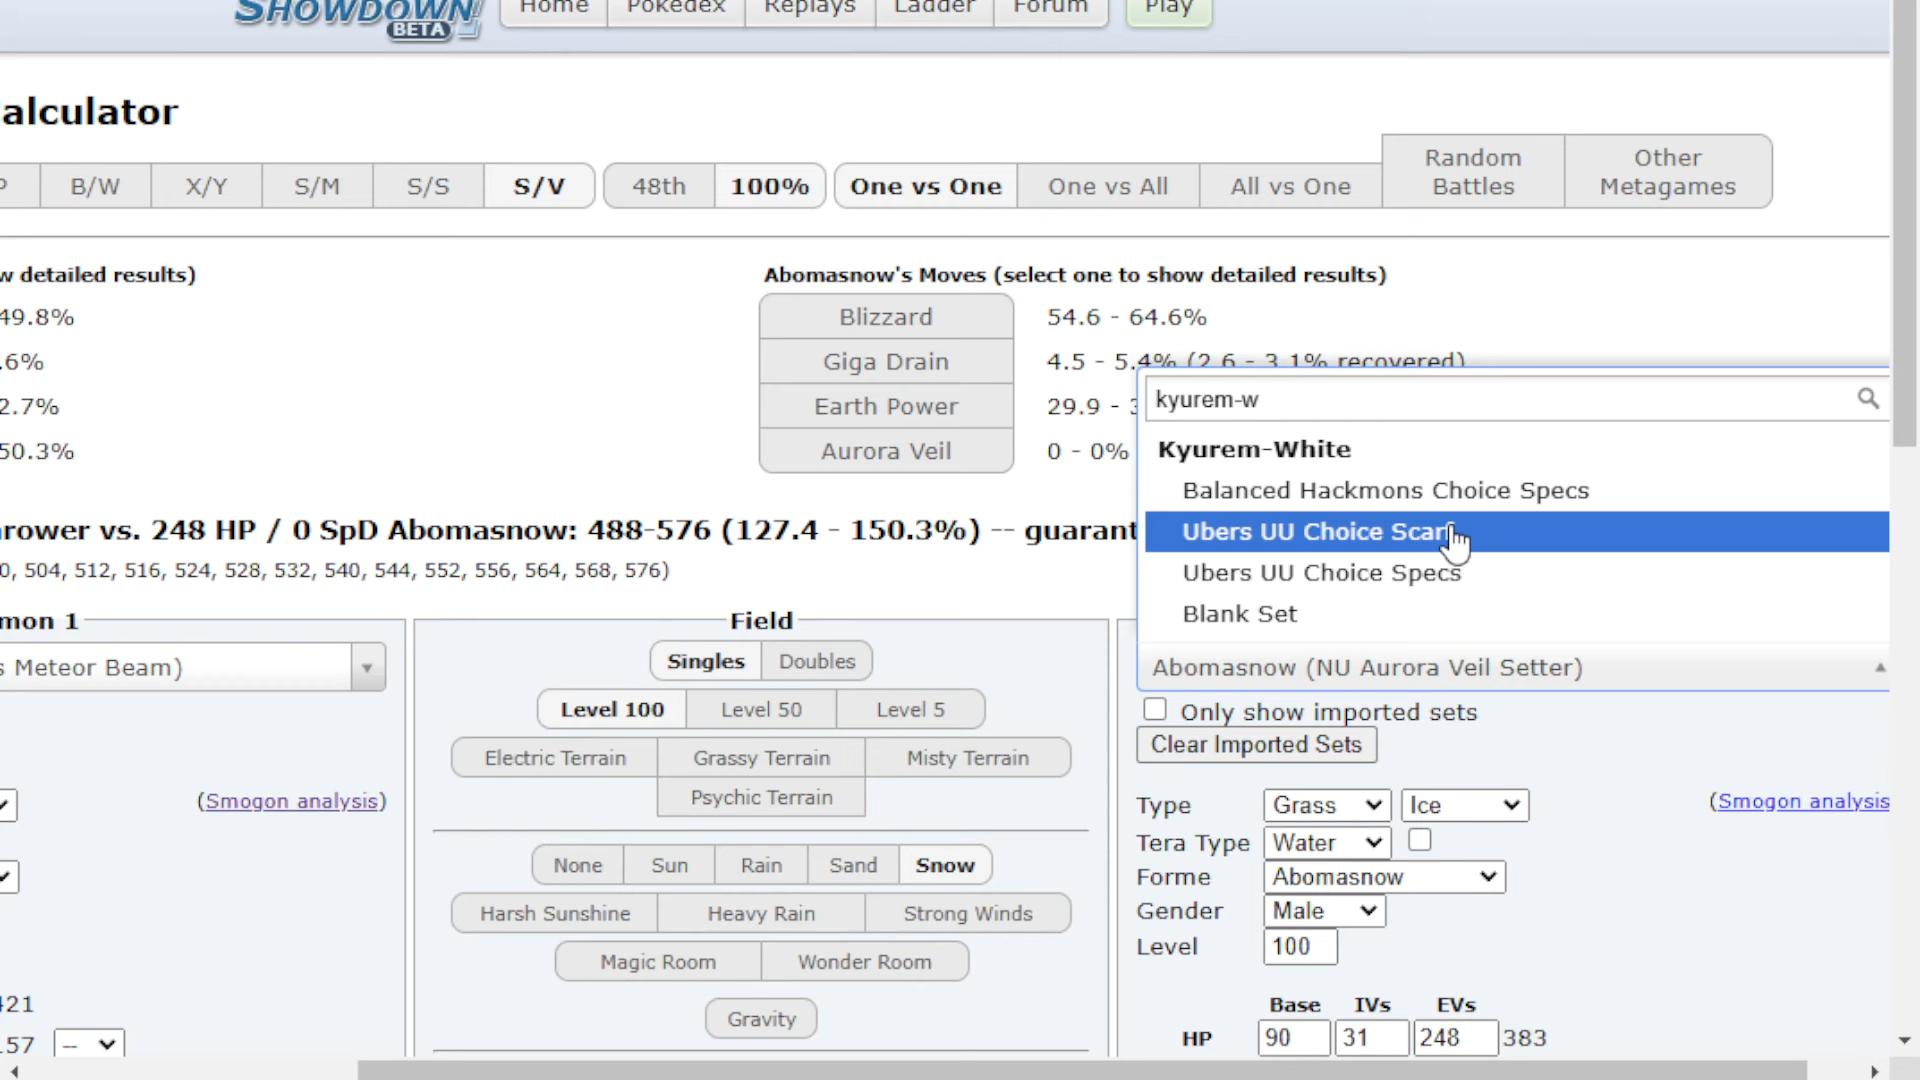 SHOWDOWN
BETA
Home
Pokédex
Replays
Ladder
Forum
Play
alculator
P
B/W
X/Y
S/M
S/S
S/V
48th
100%
One vs One
One vs All
All vs One
Random
Battles
Other
Metagames
w detailed results)
Abomasnow's Moves (select one to show detailed results)
49.8%
Blizzard
54.6 - 64.6%
.6%
Giga Drain
4.5 - 5.4% (2.6 - 3.1% recovered)
2.7%
Earth Power
29.9 - 3
50.3%
Aurora Veil
0 - 0%
kyurem-w
Kyurem-White
Balanced Hackmons Choice Specs
Ubers UU Choice Scarf
Ubers UU Choice Specs
Blank Set
Abomasnow (NU Aurora Veil Setter)
rower vs. 248 HP / 0 SpD Abomasnow: 488-576 (127.4 - 150.3%) -- guarant
0, 504, 512, 516, 524, 528, 532, 540, 544, 552, 556, 564, 568, 576)
mon 1
s Meteor Beam)
(Smogon analysis)
421
157
--
Field
Singles
Doubles
Level 100
Level 50
Level 5
Electric Terrain
Grassy Terrain
Misty Terrain
Psychic Terrain
None
Sun
Rain
Sand
Snow
Harsh Sunshine
Heavy Rain
Strong Winds
Magic Room
Wonder Room
Gravity
Only show imported sets
Clear Imported Sets
Type
Grass
Ice
(Smogon analysis
Tera Type
Water
Forme
Abomasnow
Gender
Male
Level
100
Base
IVs
EVs
HP
90
31
248
383